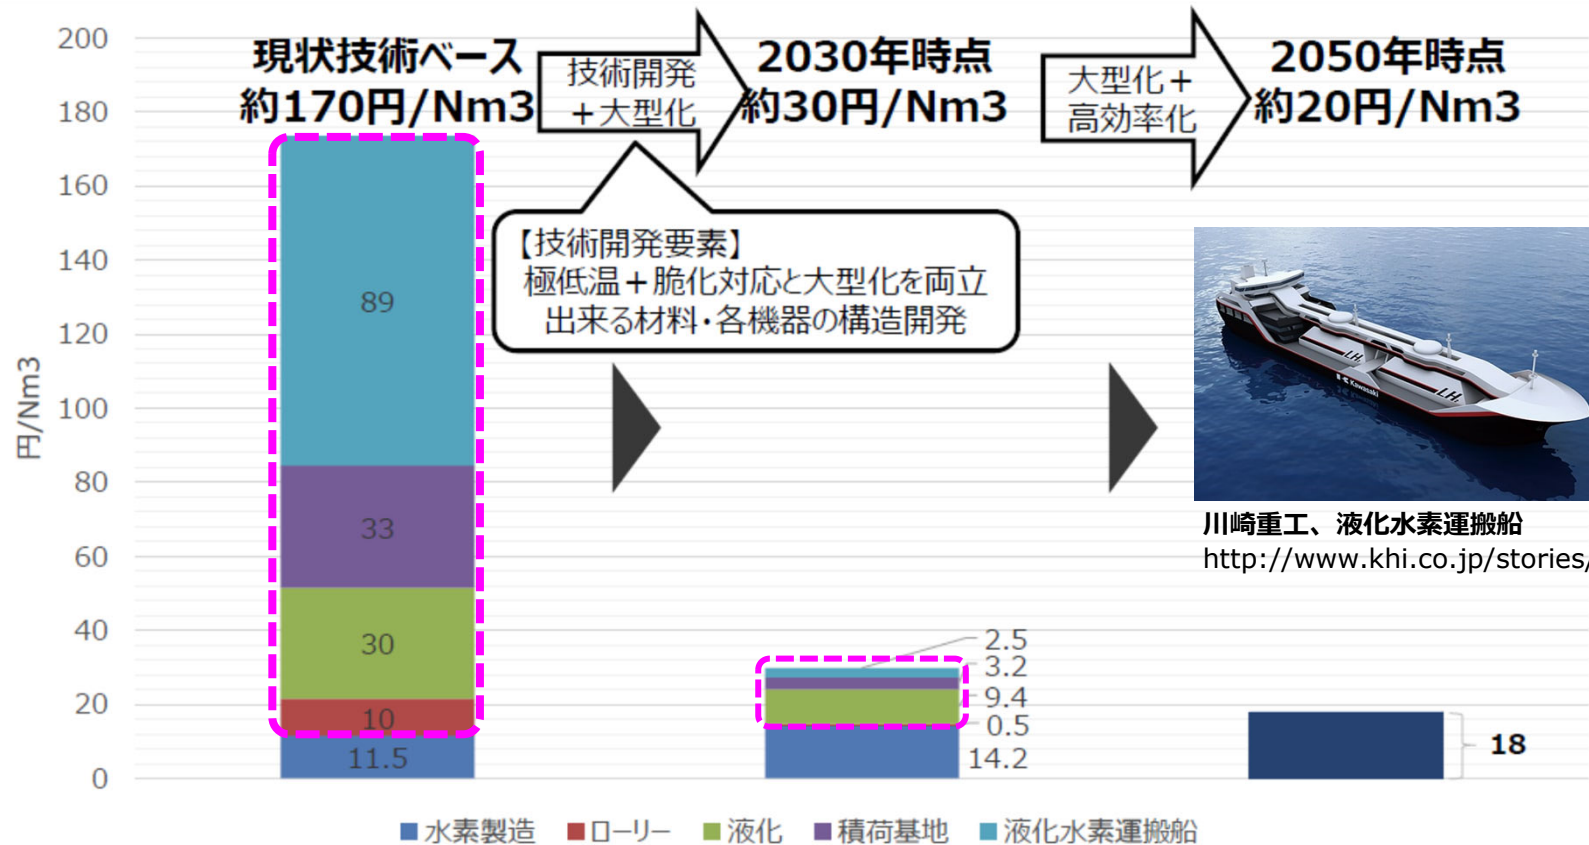 200
180
160
140
120
100
80
60
40
20
0
円/Nm3
現状技術ベース
約170円/Nm3
技術開発
+大型化
2030年時点
約30円/Nm3
大型化+
高効率化
2050年時点
約20円/Nm3
【技術開発要素】
極低温+脆化対応と大型化を両立
出来る材料・各機器の構造開発
89
33
30
10
11.5
2.5
3.2
9.4
0.5
14.2
18
Kawasaki
LH₂
LH₂
川崎重工、液化水素運搬船
http://www.khi.co.jp/stories/
水素製造 ローリー 液化 積荷基地 液化水素運搬船